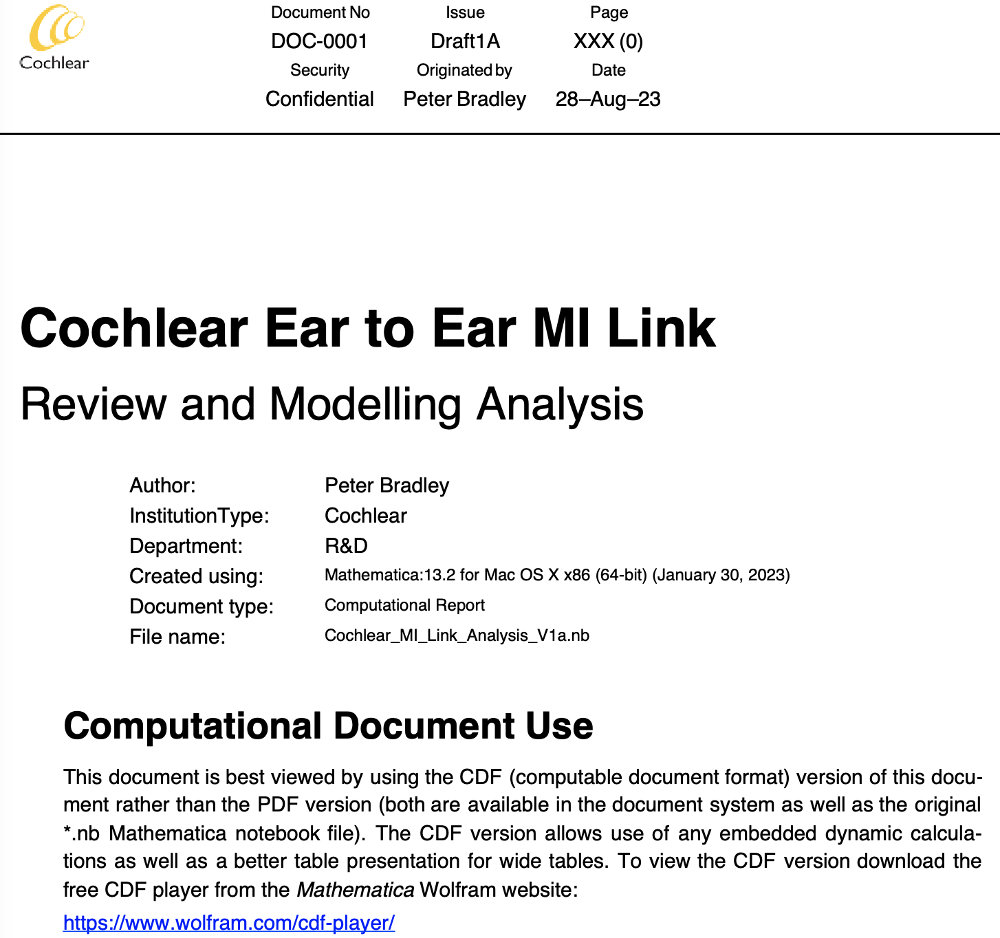 Cochlear
Document No Issue Page
DOC-0001 Draft1A XXX (0)
Security Originated by Date
Confidential Peter Bradley 28–Aug–23
Cochlear Ear to Ear MI Link
Review and Modelling Analysis
Author: Peter Bradley
InstitutionType: Cochlear
Department: R&D
Created using: Mathematica:13.2 for Mac OS X x86 (64-bit) (January 30, 2023)
Document type: Computational Report
File name: Cochlear_MI_Link_Analysis_V1a.nb
Computational Document Use
This document is best viewed by using the CDF (computable document format) version of this docu-
ment rather than the PDF version (both are available in the document system as well as the original
*.nb Mathematica notebook file). The CDF version allows use of any embedded dynamic calcula-
tions as well as a better table presentation for wide tables. To view the CDF version download the
free CDF player from the Mathematica Wolfram website:
https://www.wolfram.com/cdf-player/